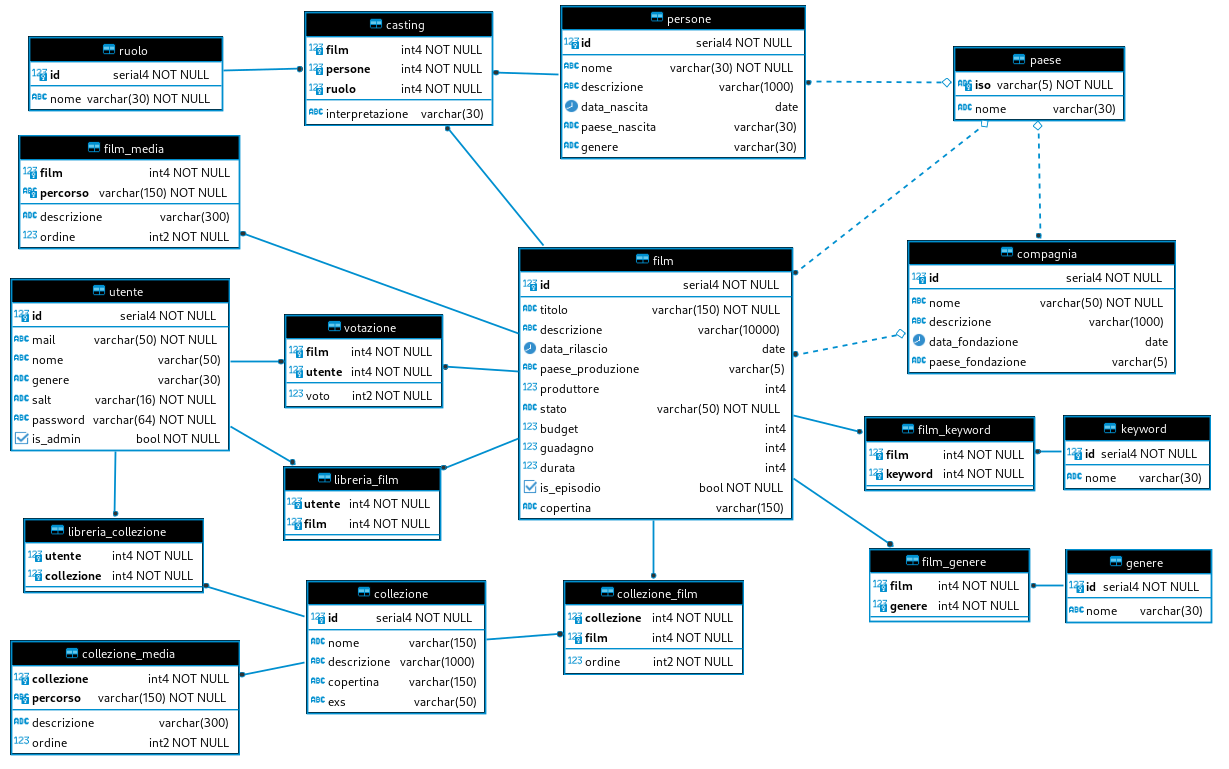 ruolo
id serial4 NOT NULL
nome varchar(30) NOT NULL
casting
film int4 NOT NULL
persone int4 NOT NULL
ruolo int4 NOT NULL
interpretazione varchar(30)
persone
id serial4 NOT NULL
nome varchar(30) NOT NULL
descrizione varchar(1000)
data_nascita date
paese_nascita varchar(30)
genere varchar(30)
paese
iso varchar(5) NOT NULL
nome varchar(30)
film_media
film int4 NOT NULL
percorso varchar(150) NOT NULL
descrizione varchar(300)
ordine int2 NOT NULL
utente
id serial4 NOT NULL
mail varchar(50) NOT NULL
nome varchar(50)
genere varchar(30)
salt varchar(16) NOT NULL
password varchar(64) NOT NULL
is_admin bool NOT NULL
votazione
film int4 NOT NULL
utente int4 NOT NULL
voto int2 NOT NULL
film
id serial4 NOT NULL
titolo varchar(150) NOT NULL
descrizione varchar(10000)
data_rilascio date
paese_produzione varchar(5)
produttore int4
stato varchar(50) NOT NULL
budget int4
guadagno int4
durata int4
is_episodio bool NOT NULL
copertina varchar(150)
compagnia
id serial4 NOT NULL
nome varchar(50) NOT NULL
descrizione varchar(1000)
data_fondazione date
paese_fondazione varchar(5)
film_keyword
film int4 NOT NULL
keyword int4 NOT NULL
keyword
id serial4 NOT NULL
nome varchar(30)
libreria_film
utente int4 NOT NULL
film int4 NOT NULL
libreria_collezione
utente int4 NOT NULL
collezione int4 NOT NULL
film_genere
film int4 NOT NULL
genere int4 NOT NULL
genere
id serial4 NOT NULL
nome varchar(30)
collezione
id serial4 NOT NULL
nome varchar(150)
descrizione varchar(1000)
copertina varchar(150)
exs varchar(50)
collezione_film
collezione int4 NOT NULL
film int4 NOT NULL
ordine int2 NOT NULL
collezione_media
collezione int4 NOT NULL
percorso varchar(150) NOT NULL
descrizione varchar(300)
ordine int2 NOT NULL